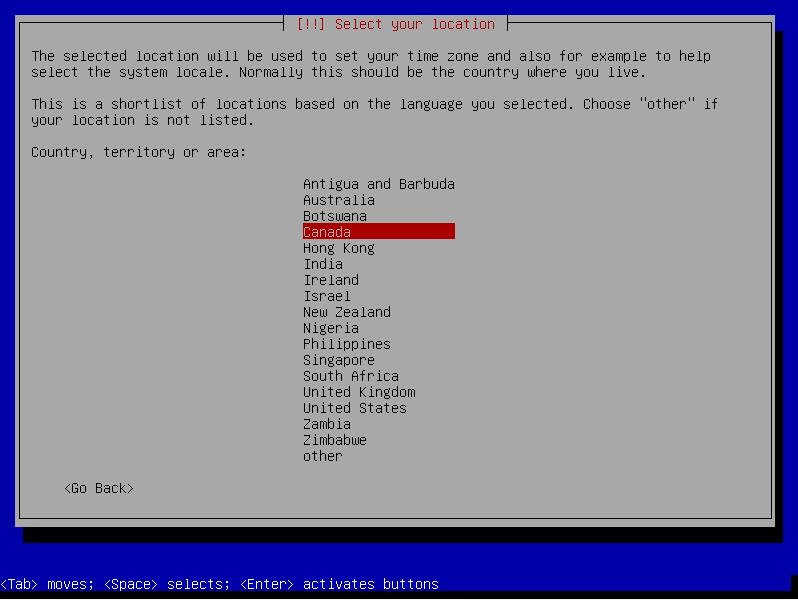 [!!] Select your location
The selected location will be used to set your time zone and also for example to help
select the system locale. Normally this should be the country where you live.
This is a shortlist of locations based on the language you selected. Choose "other" if
your location is not listed.
Country, territory or area:
Antigua and Barbuda
Australia
Botswana
Canada
Hong Kong
India
Ireland
Israel
New Zealand
Nigeria
Philippines
Singapore
South Africa
United Kingdom
United States
Zambia
Zimbabwe
other
<Go Back>
<Tab> moves; <Space> selects; <Enter> activates buttons